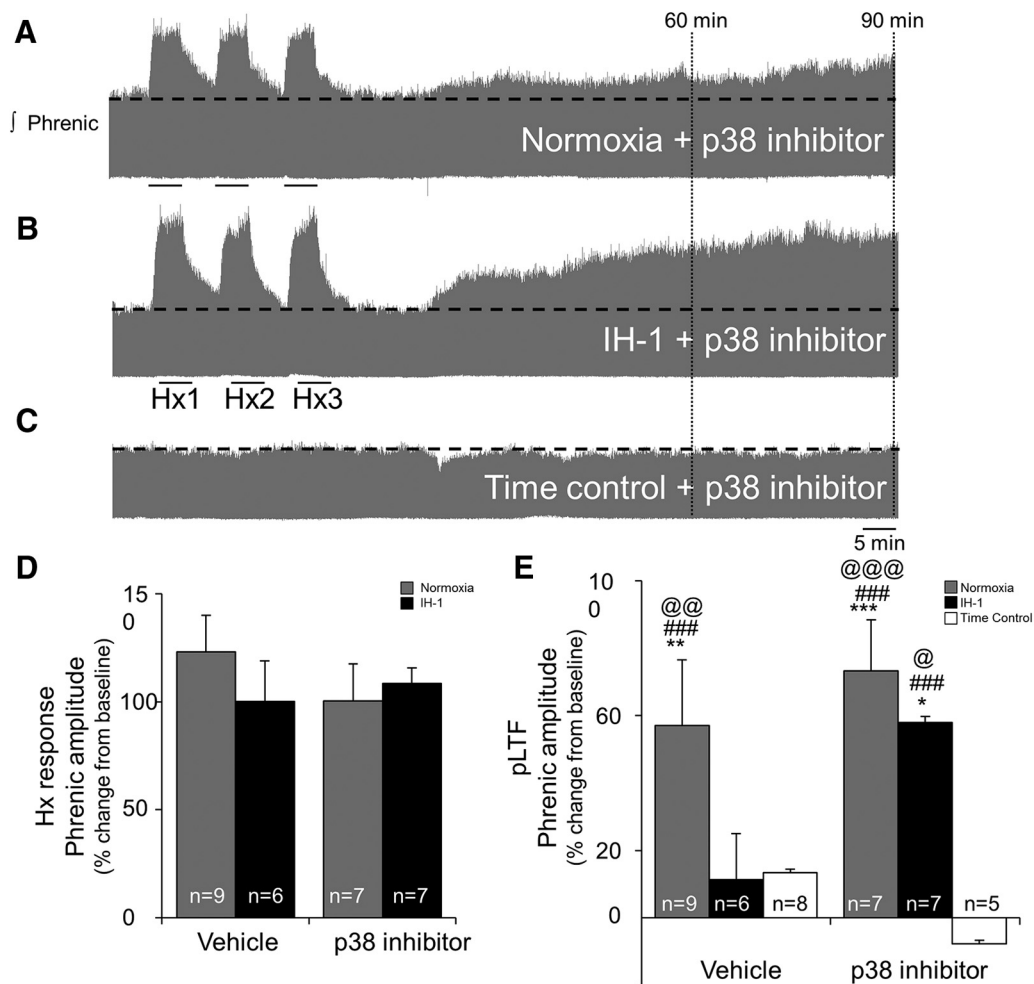 A
60 min
90 min
∫ Phrenic
Normoxia + p38 inhibitor
B
IH-1 + p38 inhibitor
Hx1 Hx2 Hx3
C
Time control + p38 inhibitor
5 min
D
Normoxia
IH-1
Hx response
Phrenic amplitude
(% change from baseline)
15
0
100
50
0
n=9
n=6
n=7
n=7
Vehicle
p38 inhibitor
E
Normoxia
IH-1
Time Control
pLTF
Phrenic amplitude
(% change from baseline)
10
0
60
20
0
@@
###
**
@@@
###
***
@
###
*
n=9
n=6
n=8
n=7
n=7
n=5
Vehicle
p38 inhibitor